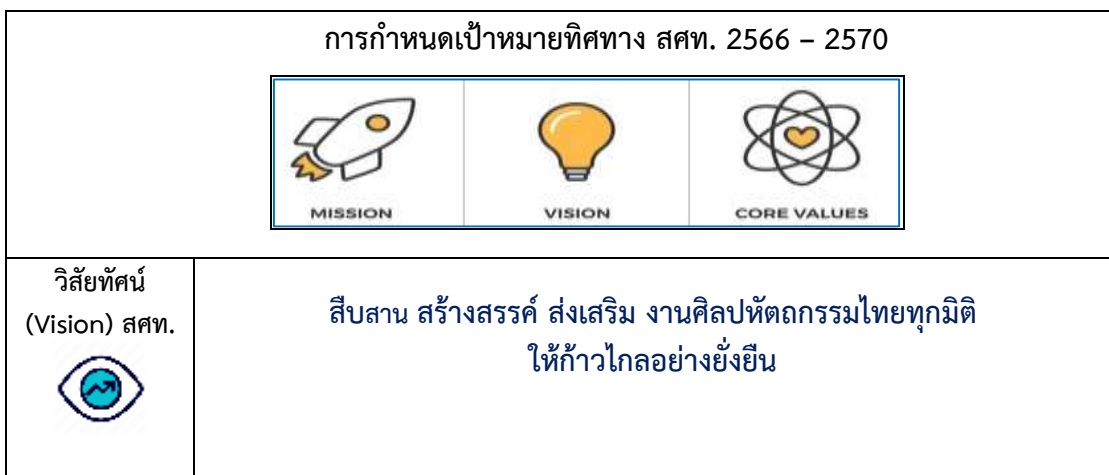 การกำหนดเป้าหมายทิศทาง สศท. 2566 – 2570
MISSION
VISION
CORE VALUES
วิสัยทัศน์
(Vision) สศท.
สืบสาน สร้างสรรค์ ส่งเสริม งานศิลปหัตถกรรมไทยทุกมิติ
ให้ก้าวไกลอย่างยั่งยืน